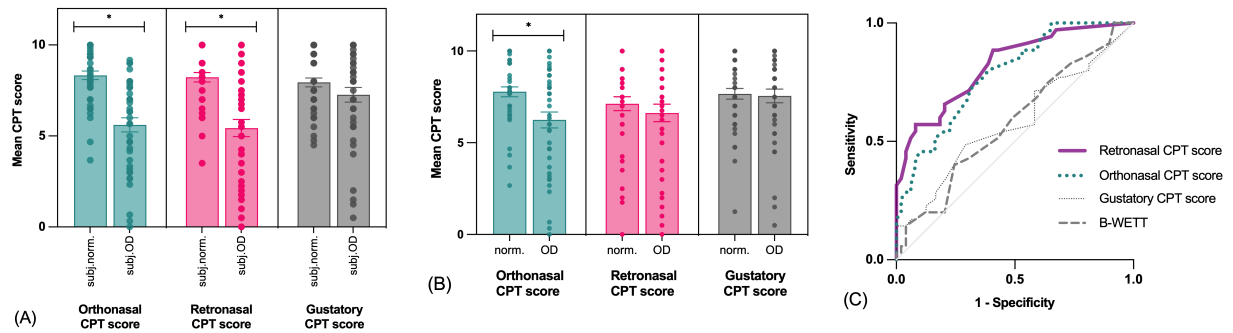 *
*
10
5
0
Mean CPT score
subj.norm.
subj.OD
subj.norm.
subj.OD
subj.norm.
subj.OD
Orthonasal
CPT score
Retronasal
CPT score
Gustatory
CPT score
(A)
*
10
5
0
Mean CPT score
norm.
OD
norm.
OD
norm.
OD
Orthonasal
CPT score
Retronasal
CPT score
Gustatory
CPT score
(B)
1.0
0.5
0.0
Sensitivity
0.0
0.5
1.0
1 - Specificity
Retronasal CPT score
Orthonasal CPT score
Gustatory CPT score
B-WETT
(C)